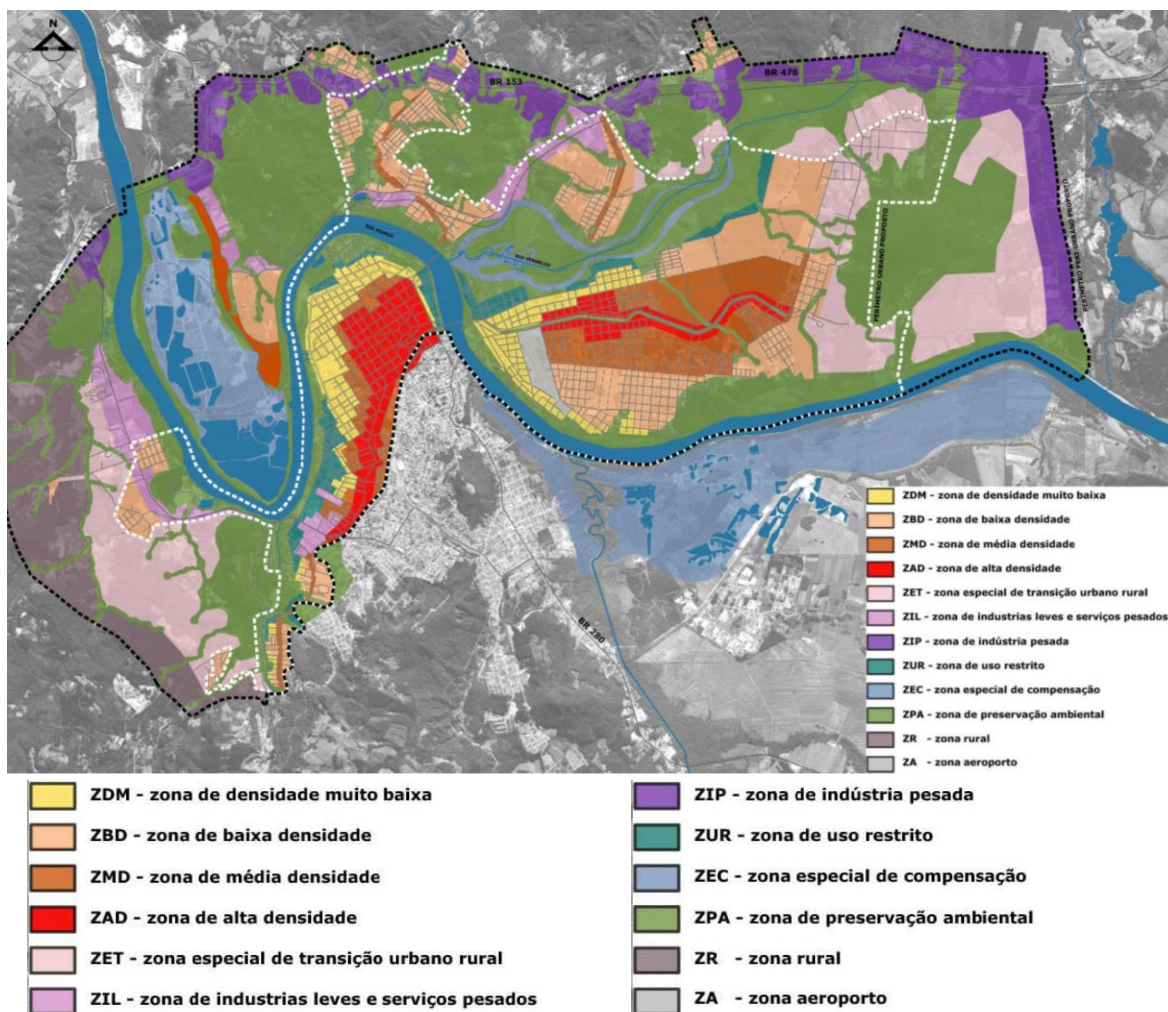 N
BR 153
BR 476
RIO IGUAÇU
RIO VERMELHO
PERÍMETRO URBANO PROPOSTO
PERÍMETRO URBANO PROPOSTO
BR 280
ZDM - zona de densidade muito baixa
ZBD - zona de baixa densidade
ZMD - zona de média densidade
ZAD - zona de alta densidade
ZET - zona especial de transição urbano rural
ZIL - zona de industrias leves e serviços pesados
ZIP - zona de indústria pesada
ZUR - zona de uso restrito
ZEC - zona especial de compensação
ZPA - zona de preservação ambiental
ZR - zona rural
ZA - zona aeroporto
ZDM - zona de densidade muito baixa
ZBD - zona de baixa densidade
ZMD - zona de média densidade
ZAD - zona de alta densidade
ZET - zona especial de transição urbano rural
ZIL - zona de industrias leves e serviços pesados
ZIP - zona de indústria pesada
ZUR - zona de uso restrito
ZEC - zona especial de compensação
ZPA - zona de preservação ambiental
ZR - zona rural
ZA - zona aeroporto